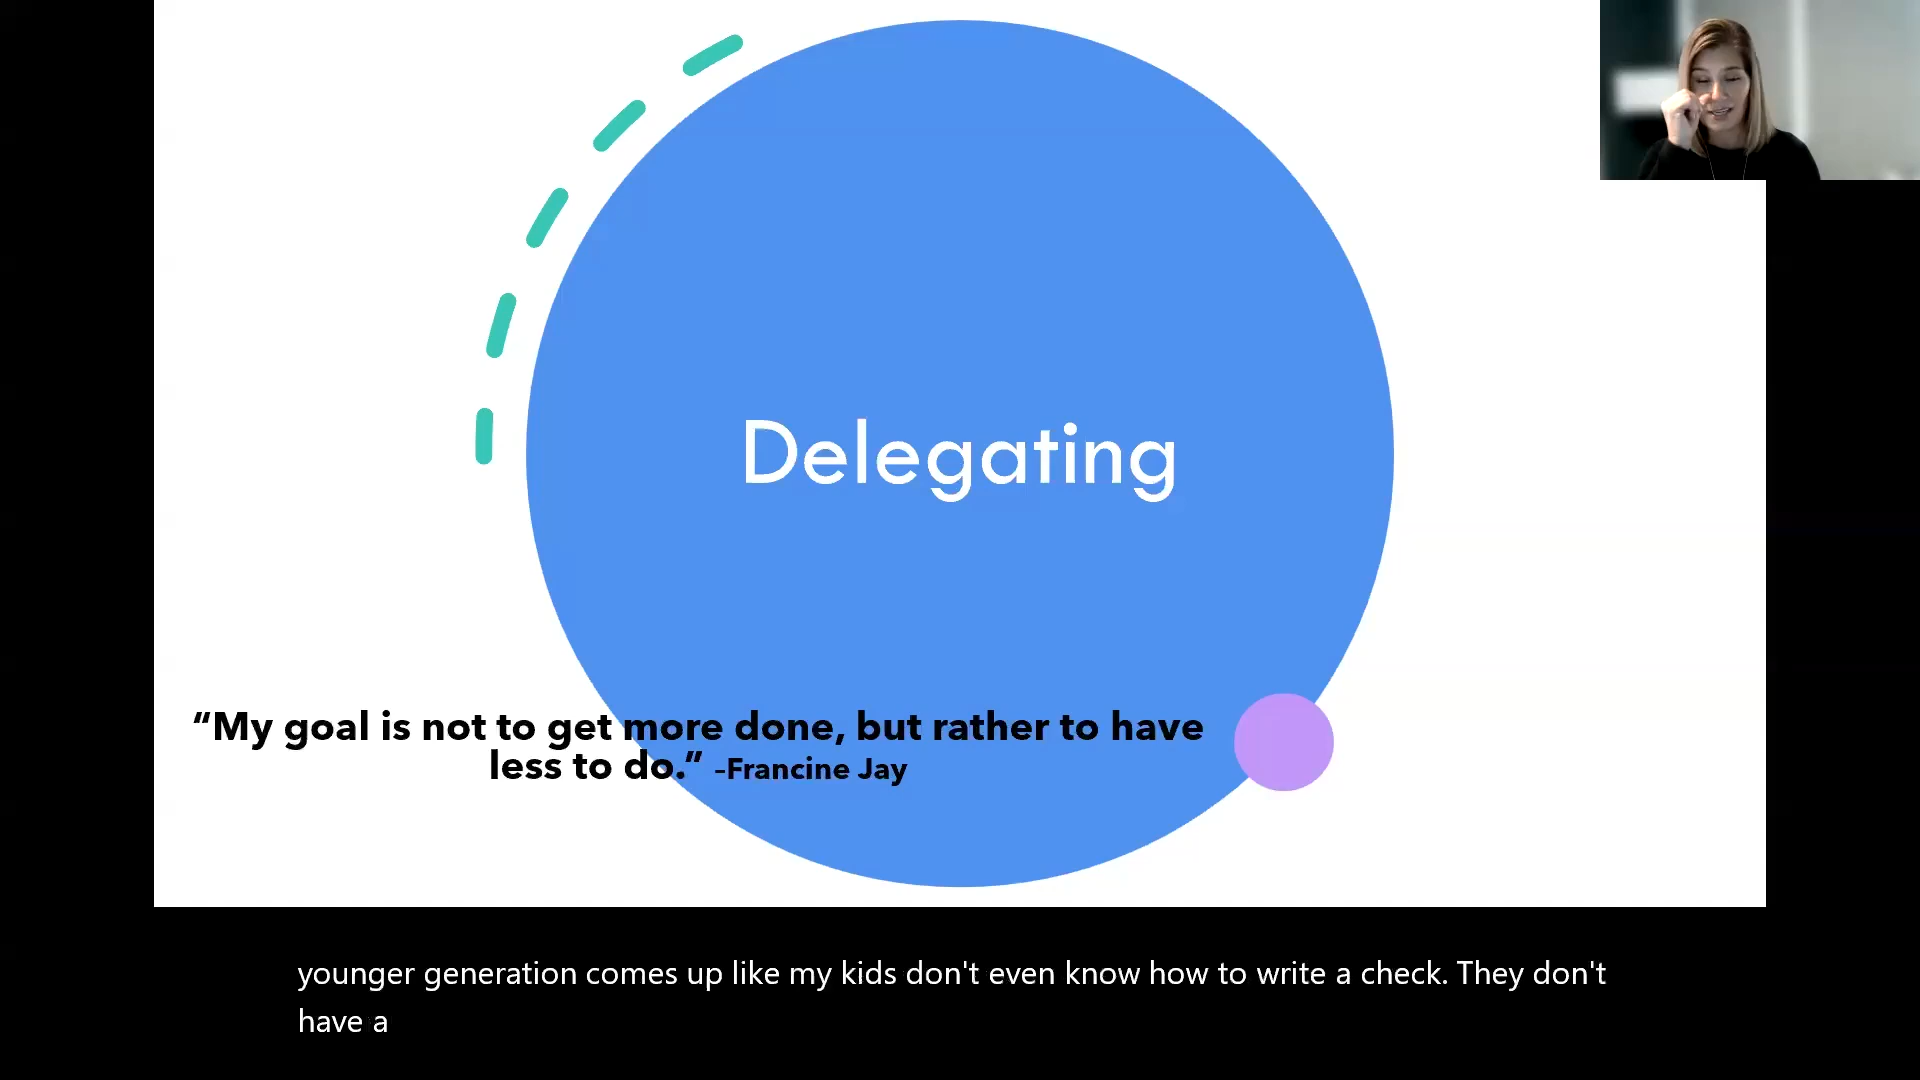 Delegating
“My goal is not to get more done, but rather to have
less to do.” –Francine Jay
younger generation comes up like my kids don't even know how to write a check. They don't
have a